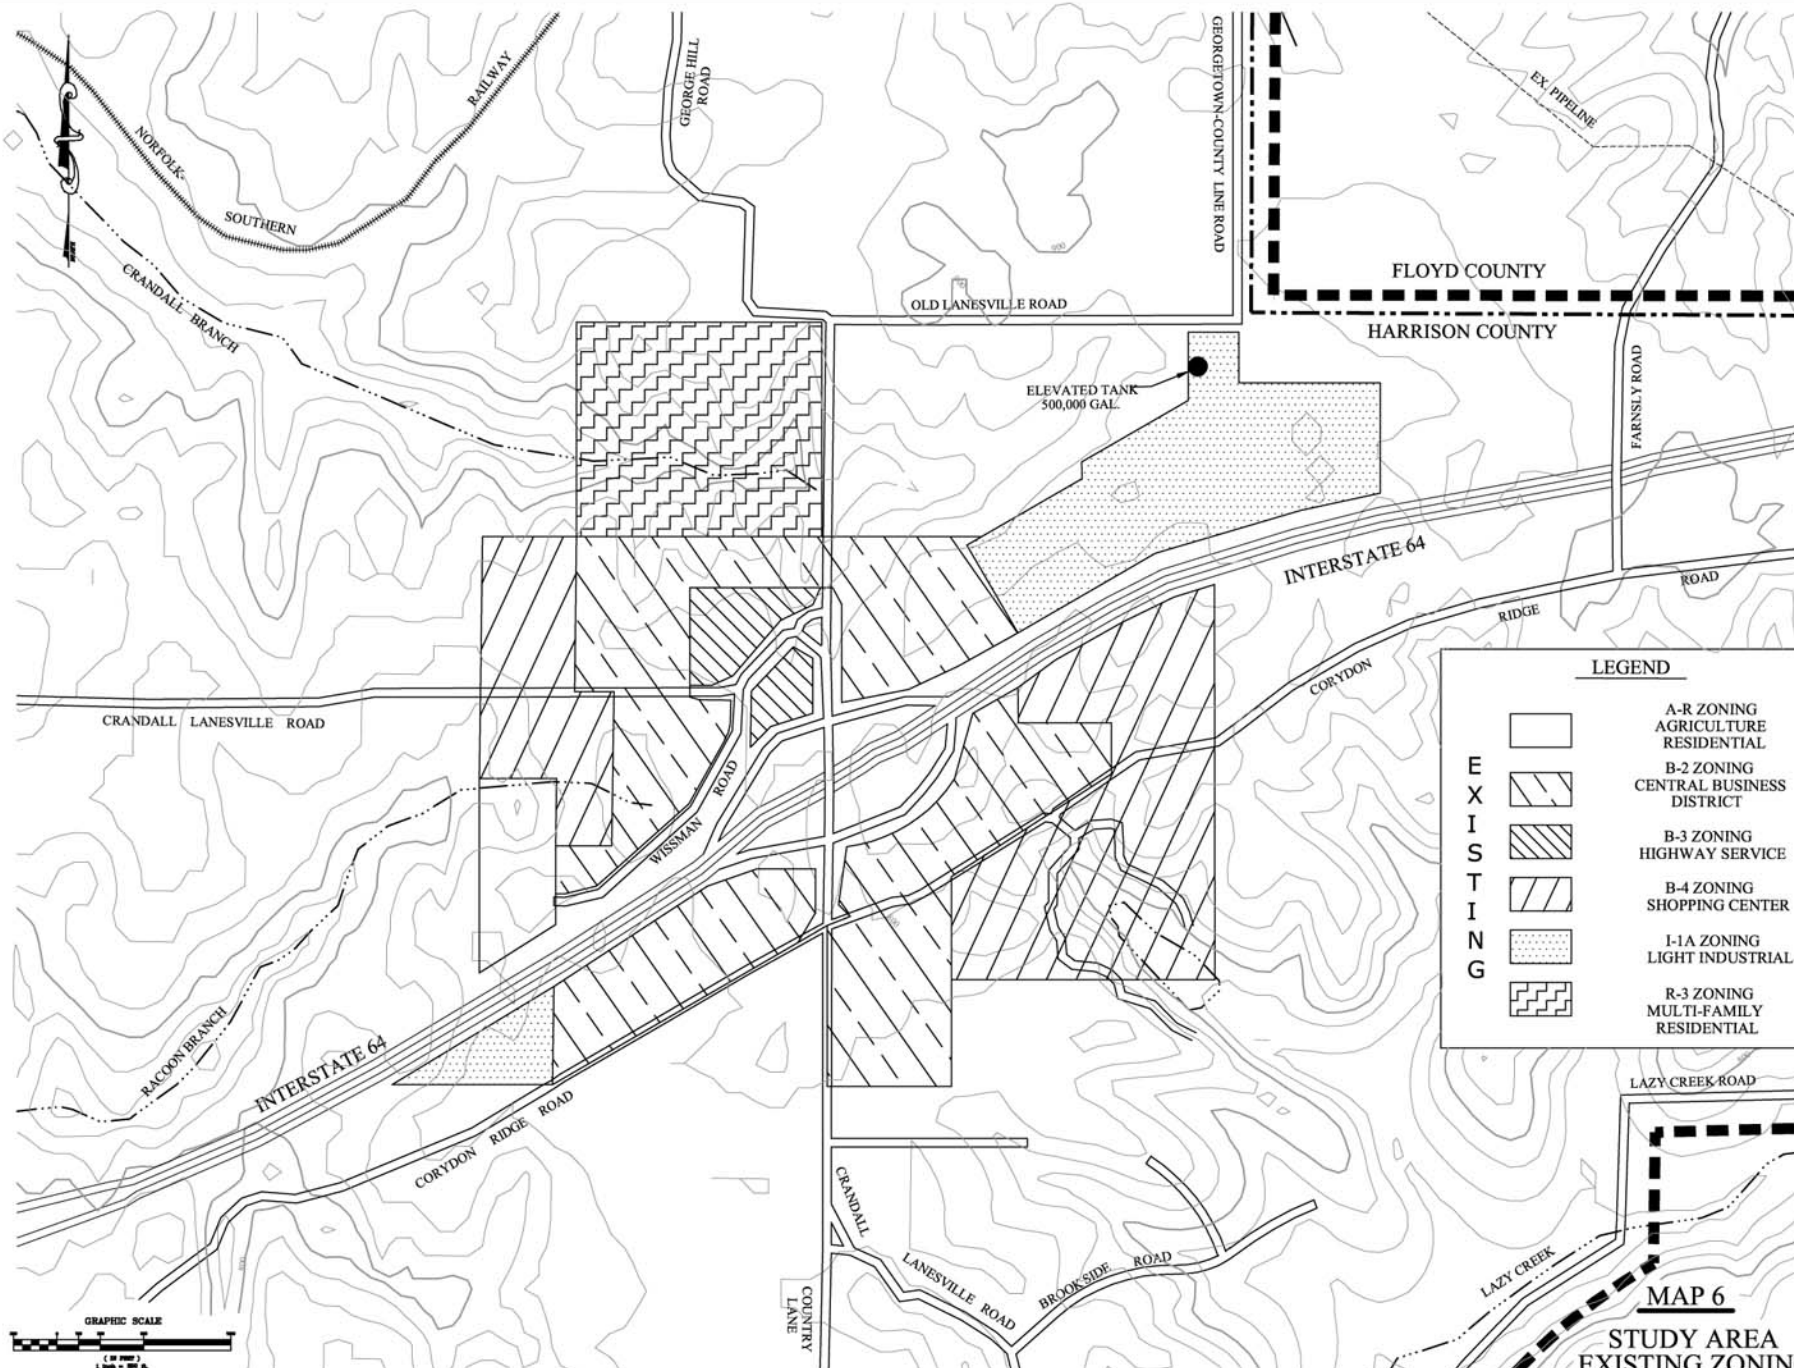 GEORGE HILL
ROAD
GEORGETOWN-COUNTY LINE ROAD
RAILWAY
NORFOLK-
SOUTHERN
EX. PIPELINE
CRANDALL BRANCH
900
FLOYD COUNTY
HARRISON COUNTY
OLD LANESVILLE ROAD
ELEVATED TANK
500,000 GAL.
FARNSLY ROAD
INTERSTATE 64
ROAD
RIDGE
CORYDON
CRANDALL LANESVILLE ROAD
WISSMAN
ROAD
LEGEND
EXISTING
A-R ZONING
AGRICULTURE
RESIDENTIAL
B-2 ZONING
CENTRAL BUSINESS
DISTRICT
B-3 ZONING
HIGHWAY SERVICE
B-4 ZONING
SHOPPING CENTER
I-1A ZONING
LIGHT INDUSTRIAL
R-3 ZONING
MULTI-FAMILY
RESIDENTIAL
RACOON BRANCH
INTERSTATE 64
CORYDON RIDGE ROAD
LAZY CREEK ROAD
CRANDALL
LANESVILLE ROAD
BROOKSIDE ROAD
COUNTRY
LANE
LAZY CREEK
GRAPHIC SCALE
MAP 6
STUDY AREA
EXISTING ZONIN